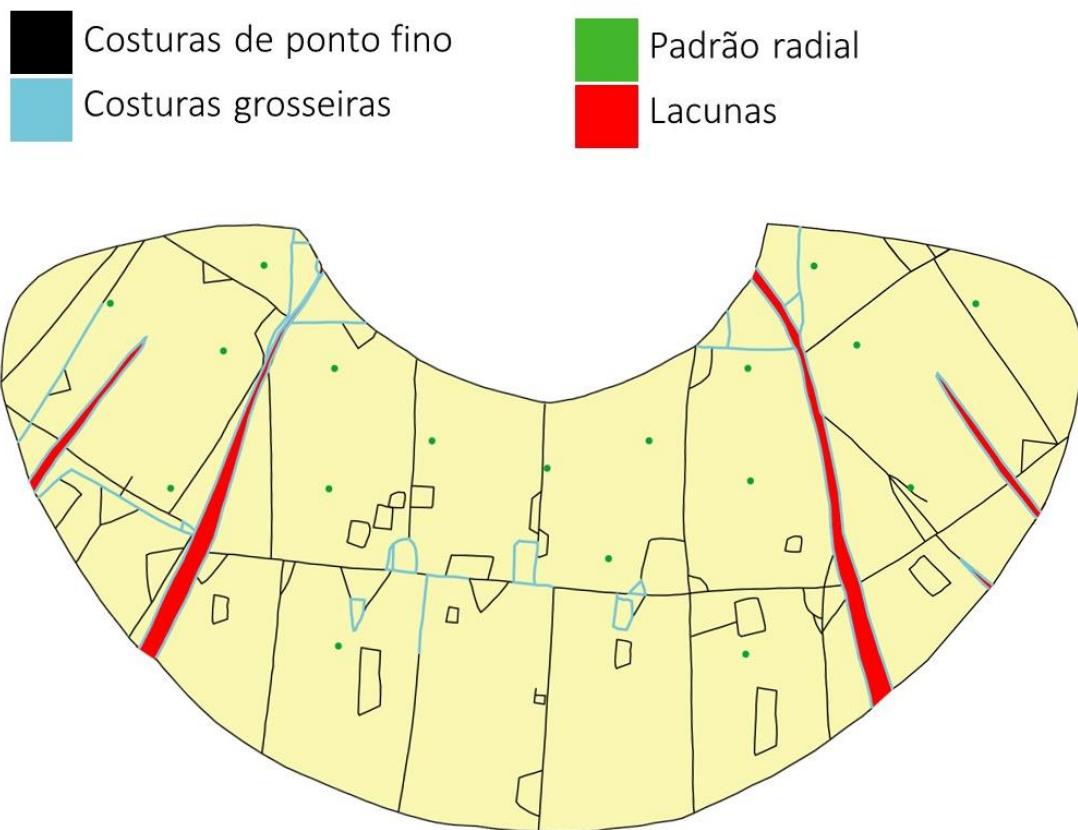 Costuras de ponto fino
Costuras grosseiras
Padrão radial
Lacunas